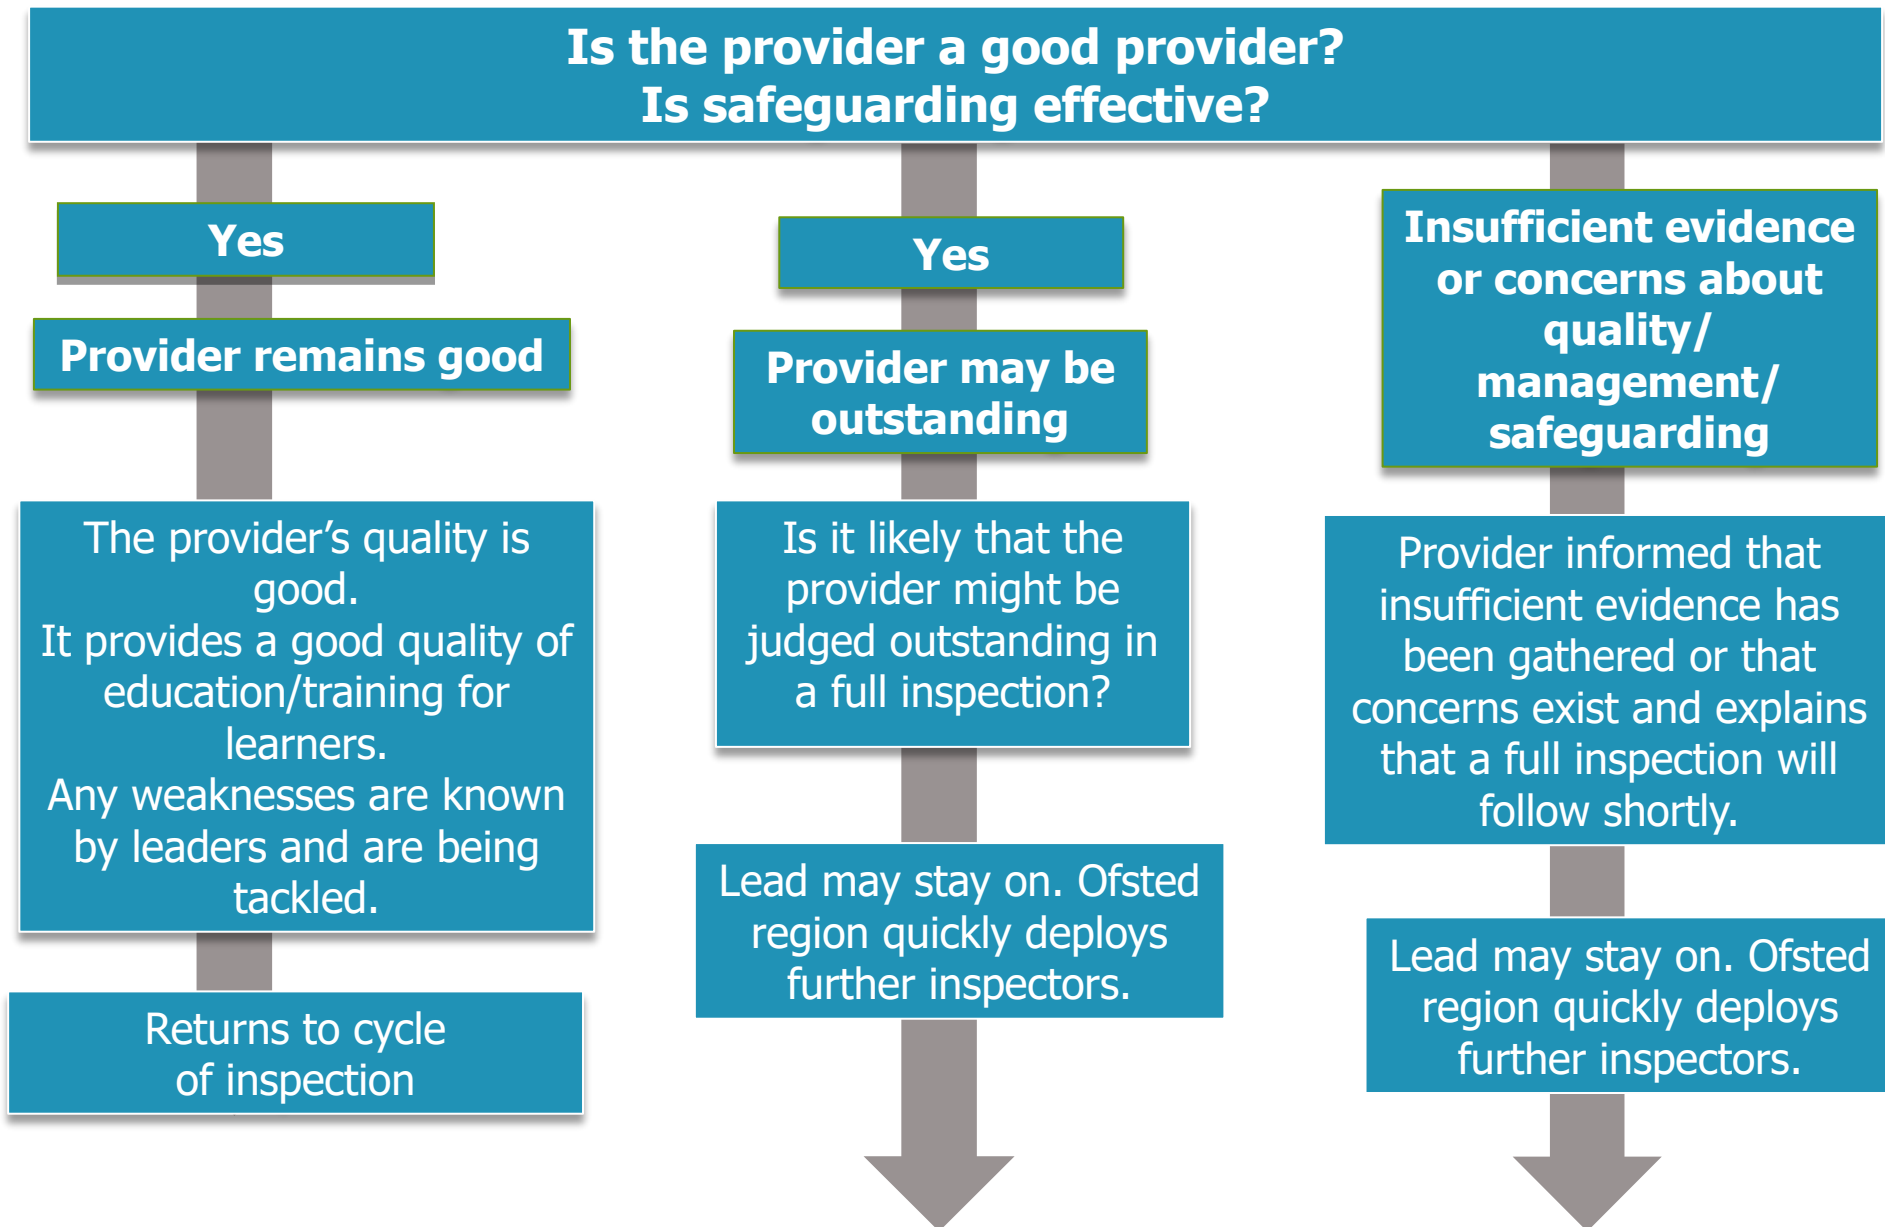 Is the provider a good provider?
Is safeguarding effective?
Yes
Provider remains good
The provider’s quality is
good.
It provides a good quality of
education/training for
learners.
Any weaknesses are known
by leaders and are being
tackled.
Returns to cycle
of inspection
Yes
Provider may be
outstanding
Is it likely that the
provider might be
judged outstanding in
a full inspection?
Lead may stay on. Ofsted
region quickly deploys
further inspectors.
Insufficient evidence
or concerns about
quality/
management/
safeguarding
Provider informed that
insufficient evidence has
been gathered or that
concerns exist and explains
that a full inspection will
follow shortly.
Lead may stay on. Ofsted
region quickly deploys
further inspectors.